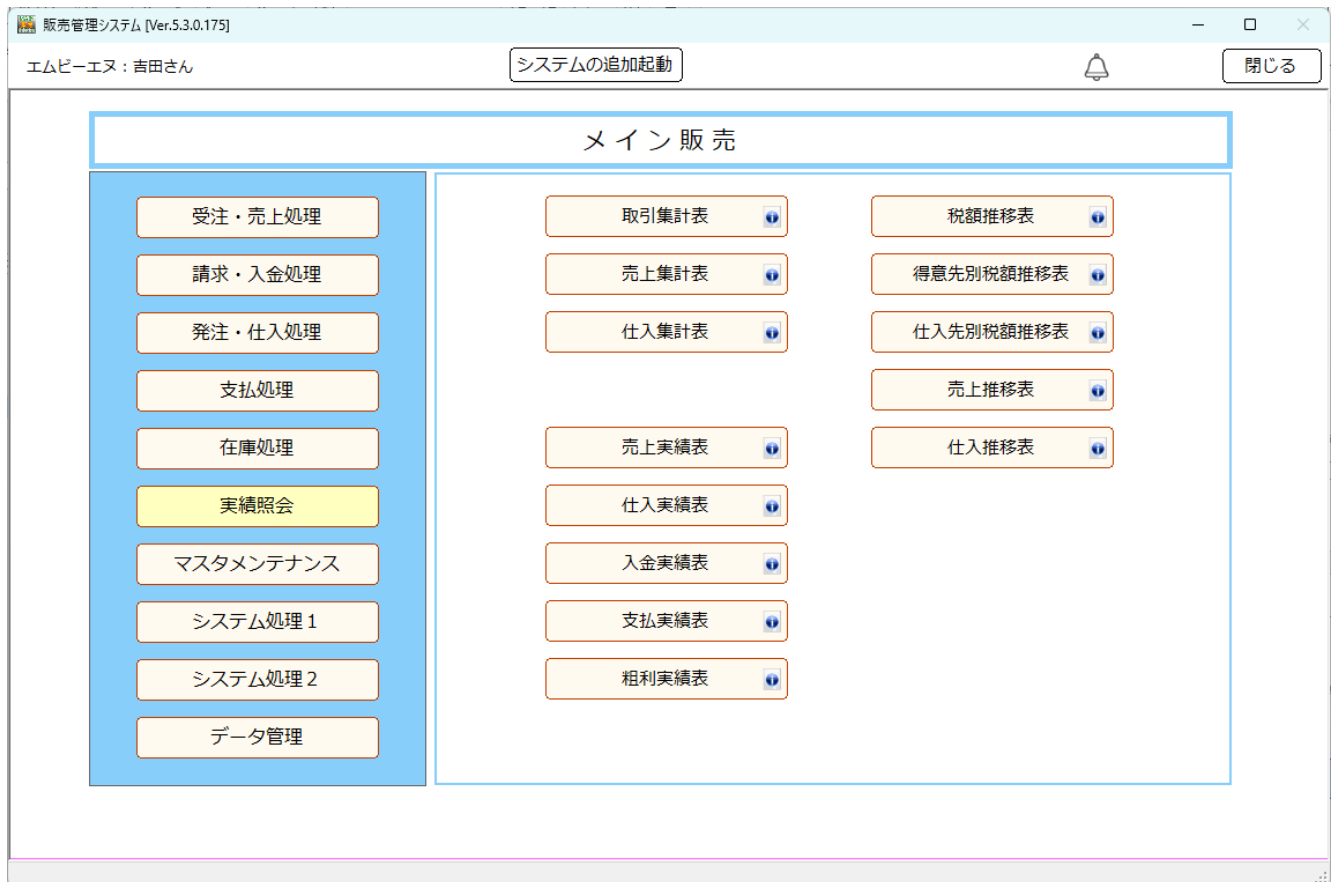 販売管理システム [Ver.5.3.0.175]
エムビーエヌ：吉田さん
システムの追加起動
閉じる
メイン販売
受注・売上処理
請求・入金処理
発注・仕入処理
支払処理
在庫処理
実績照会
マスタメンテナンス
システム処理１
システム処理２
データ管理
取引集計表
売上集計表
仕入集計表
売上実績表
仕入実績表
入金実績表
支払実績表
粗利実績表
税額推移表
得意先別税額推移表
仕入先別税額推移表
売上推移表
仕入推移表